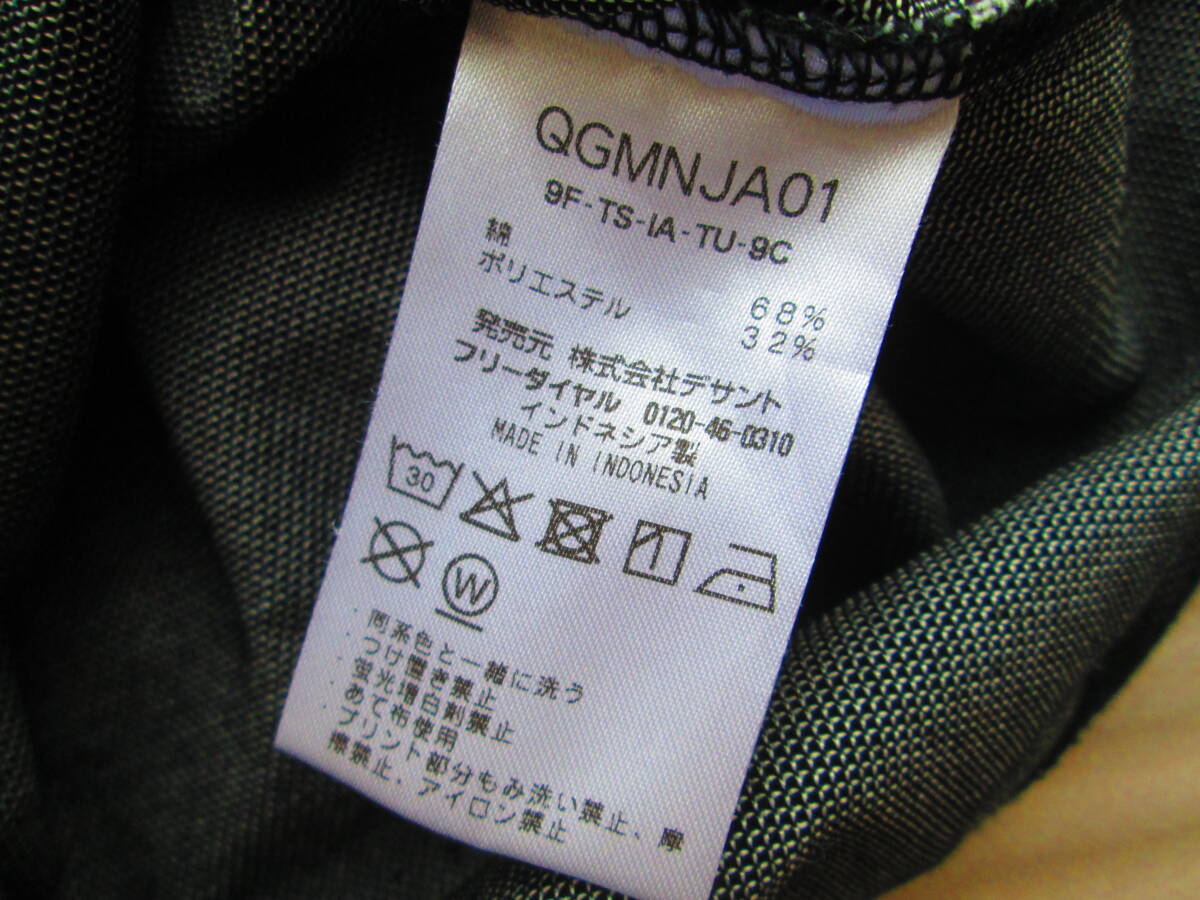 QGMNJA01
9F-TS-IA-TU-9C
綿 68%
ポリエステル 32%
発売元 株式会社デサント
フリーダイヤル 0120-46-0310
インドネシア製
MADE IN INDONESIA
30
W
・同系色と一緒に洗う
・つけ置き禁止
・蛍光増白剤禁止
・あて布使用
・プリント部分もみ洗い禁止、摩
擦禁止、アイロン禁止